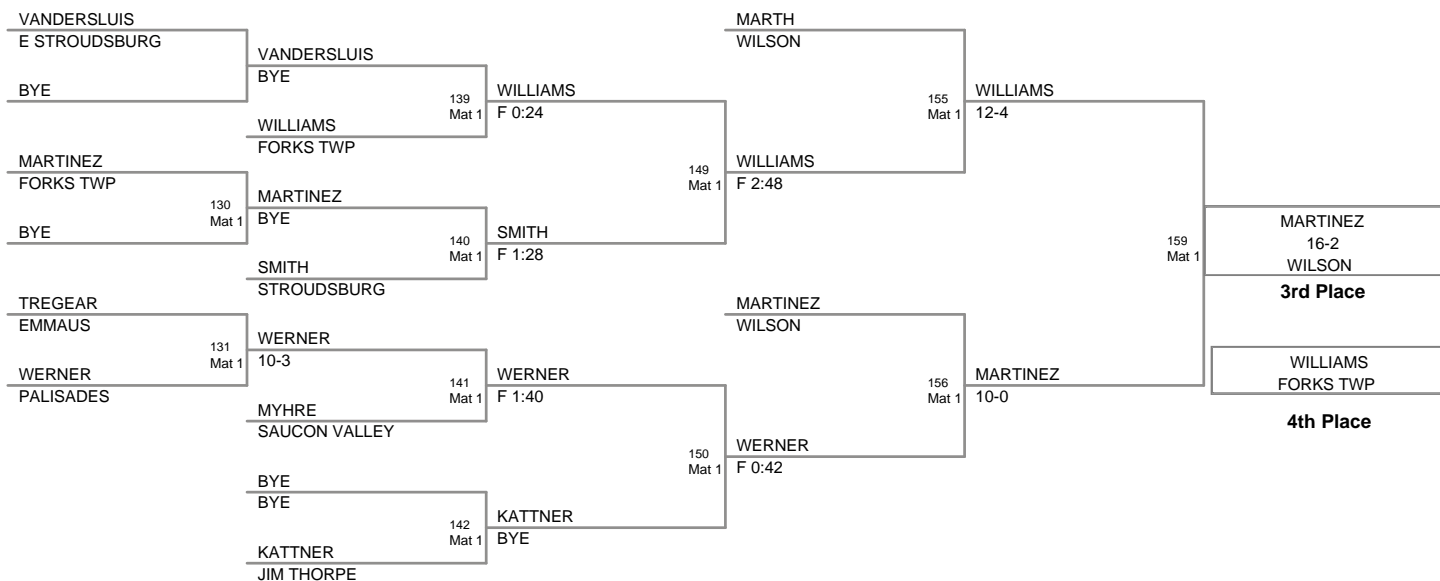 VANDERSLUIS
E STROUDSBURG
BYE
MARTINEZ
FORKS TWP
130
Mat 1
BYE
TREGEAR
EMMAUS
131
Mat 1
WERNER
PALISADES
VANDERSLUIS
BYE
139
Mat 1
WILLIAMS
FORKS TWP
MARTINEZ
BYE
140
Mat 1
SMITH
STROUDSBURG
WERNER
10-3
141
Mat 1
MYHRE
SAUCON VALLEY
BYE
BYE
142
Mat 1
KATTNER
JIM THORPE
WILLIAMS
F 0:24
149
Mat 1
SMITH
F 1:28
WERNER
F 1:40
150
Mat 1
KATTNER
BYE
MARTH
WILSON
155
Mat 1
WILLIAMS
F 2:48
MARTINEZ
WILSON
156
Mat 1
WERNER
F 0:42
WILLIAMS
12-4
159
Mat 1
MARTINEZ
10-0
MARTINEZ
16-2
WILSON
3rd Place
WILLIAMS
FORKS TWP
4th Place